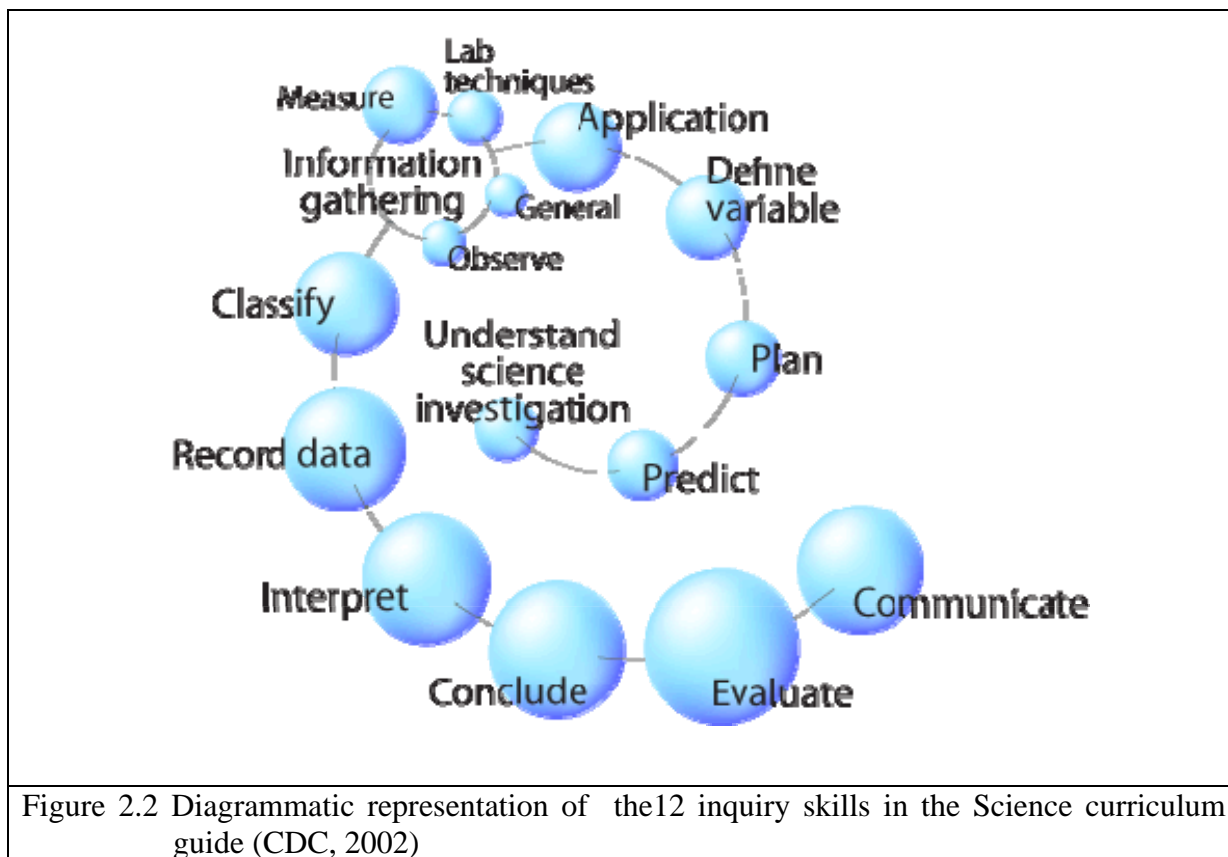 Lab
techniques
Measure
Application
Information
gathering
Define
variable
General
Observe
Classify
Understand
science
investigation
Plan
Record data
Predict
Interpret
Communicate
Conclude
Evaluate
Figure 2.2 Diagrammatic representation of the12 inquiry skills in the Science curriculum
guide (CDC, 2002)